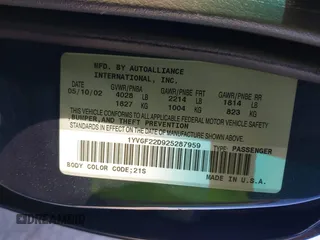 MFD. BY AUTOALLIANCE
INTERNATIONAL, INC.
DATE GVWR/PNBV GAWR/PNBE FRT GAWR/PNBE RR
05/10/02 4028 LB 2214 LB 1814 LB
1827 KG 1004 KG 823 KG
THIS VEHICLE CONFORMS TO ALL APPLICABLE FEDERAL MOTOR VEHICLE SAFETY,
BUMPER, AND THEFT PREVENTION
STANDARDS IN EFFECT ON THE DATE OF MANUFACTURE SHOWN ABOVE.
1YVGF22D925287959
TYPE PASSENGER
BODY COLOR CODE:21S
MADE IN U.S.A.